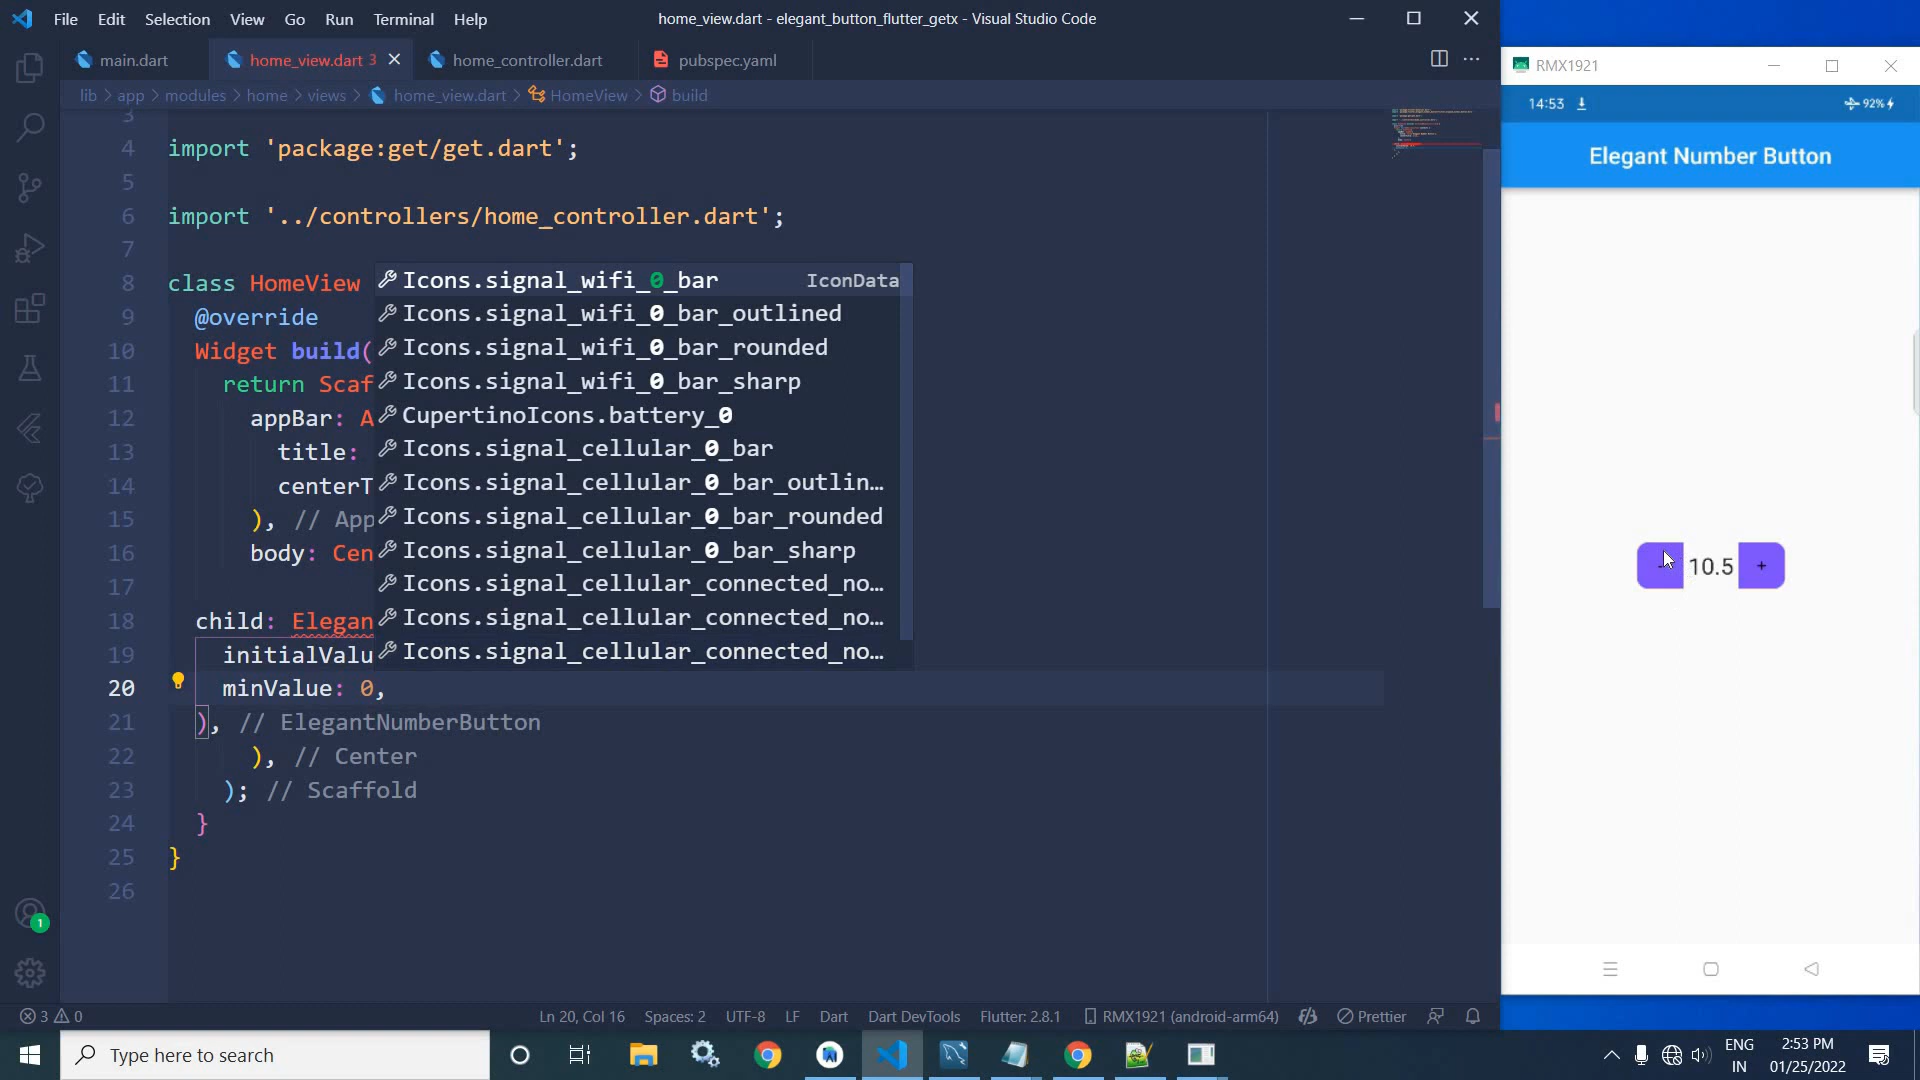 File Edit Selection View Go Run Terminal Help
home_view.dart - elegant_button_flutter_getx - Visual Studio Code
main.dart
home_view.dart 3
home_controller.dart
pubspec.yaml
lib > app > modules > home > views > home_view.dart > HomeView > build
3
4 import 'package:get/get.dart';
5
6 import '../controllers/home_controller.dart';
7
8 class HomeView
9 @override
10 Widget build(
11 return Scaf
12 appBar: A
13 title:
14 centerT
15 ), // App
16 body: Cen
17
18 child: Elegan
19 initialValu
20 minValue: 0,
21 ), // ElegantNumberButton
22 ), // Center
23 ); // Scaffold
24 }
25 }
26
Icons.signal_wifi_0_bar IconData
Icons.signal_wifi_0_bar_outlined
Icons.signal_wifi_0_bar_rounded
Icons.signal_wifi_0_bar_sharp
CupertinoIcons.battery_0
Icons.signal_cellular_0_bar
Icons.signal_cellular_0_bar_outlin…
Icons.signal_cellular_0_bar_rounded
Icons.signal_cellular_0_bar_sharp
Icons.signal_cellular_connected_no…
Icons.signal_cellular_connected_no…
Icons.signal_cellular_connected_no…
1
3 0
Ln 20, Col 16 Spaces: 2 UTF-8 LF Dart Dart DevTools Flutter: 2.8.1 RMX1921 (android-arm64) Prettier
RMX1921
14:53 92%
Elegant Number Button
- 10.5 +
Type here to search
ENG
IN
2:53 PM
01/25/2022